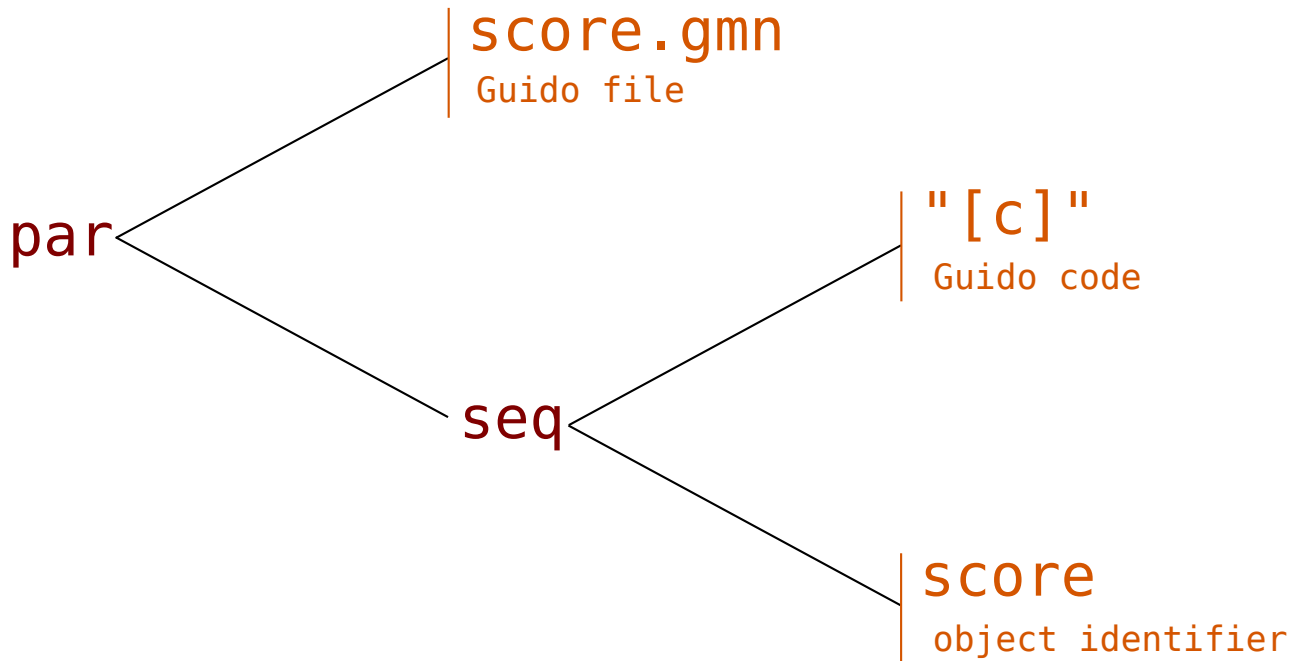 score.gmn
Guido file
par
"[c]"
Guido code
seq
score
object identifier